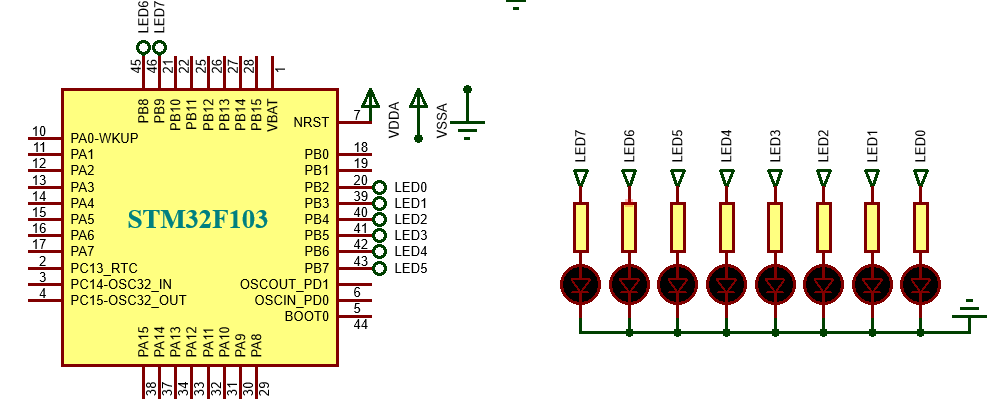 LED6
LED7
45
46
21
22
25
26
27
28
1
PB8
PB9
PB10
PB11
PB12
PB13
PB14
PB15
VBAT
NRST
7
VDDA
VSSA
10
PA0-WKUP
11
PA1
12
PA2
13
PA3
14
PA4
15
PA5
16
PA6
17
PA7
2
PC13_RTC
3
PC14-OSC32_IN
4
PC15-OSC32_OUT
STM32F103
PB0
18
PB1
19
PB2
20
LED0
PB3
39
LED1
PB4
40
LED2
PB5
41
LED3
PB6
42
LED4
PB7
43
LED5
OSCOUT_PD1
6
OSCIN_PD0
5
BOOT0
44
PA15
PA14
PA13
PA12
PA11
PA10
PA9
PA8
38
37
34
33
32
31
30
29
LED7
LED6
LED5
LED4
LED3
LED2
LED1
LED0